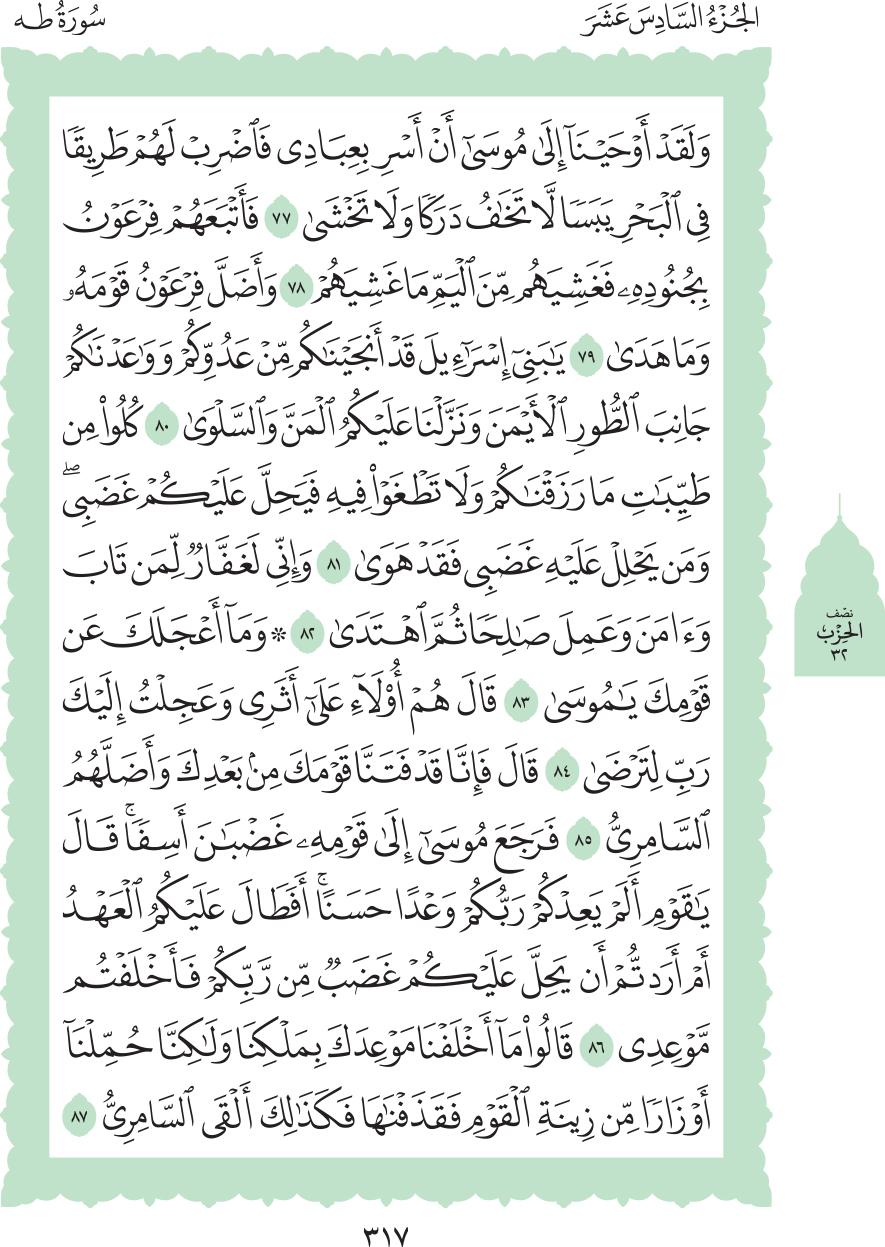 الجُزْءُ السَّادِسَ عَشَرَ
سُورَةُ طه
وَلَقَدْ أَوْحَيْنَآ إِلَىٰ مُوسَىٰٓ أَنْ أَسْرِ بِعِبَادِى فَٱضْرِبْ لَهُمْ طَرِيقًا
فِى ٱلْبَحْرِ يَبَسًا لَّا تَخَٰفُ دَرَكًا وَلَا تَخْشَىٰ ٧٧ فَأَتْبَعَهُمْ فِرْعَوْنُ
بِجُنُودِهِۦ فَغَشِيَهُم مِّنَ ٱلْيَمِّ مَا غَشِيَهُمْ ٧٨ وَأَضَلَّ فِرْعَوْنُ قَوْمَهُۥ
وَمَا هَدَىٰ ٧٩ يَٰبَنِىٓ إِسْرَٰٓءِيلَ قَدْ أَنجَيْنَٰكُم مِّنْ عَدُوِّكُمْ وَوَٰعَدْنَٰكُمْ
جَانِبَ ٱلطُّورِ ٱلْأَيْمَنَ وَنَزَّلْنَا عَلَيْكُمُ ٱلْمَنَّ وَٱلسَّلْوَىٰ ٨٠ كُلُوا۟ مِن
طَيِّبَٰتِ مَا رَزَقْنَٰكُمْ وَلَا تَطْغَوْا۟ فِيهِ فَيَحِلَّ عَلَيْكُمْ غَضَبِى ۖ
وَمَن يَحْلِلْ عَلَيْهِ غَضَبِى فَقَدْ هَوَىٰ ٨١ وَإِنِّى لَغَفَّارٌ لِّمَن تَابَ
وَءَامَنَ وَعَمِلَ صَٰلِحًا ثُمَّ ٱهْتَدَىٰ ٨٢ * وَمَآ أَعْجَلَكَ عَن
قَوْمِكَ يَٰمُوسَىٰ ٨٣ قَالَ هُمْ أُو۟لَآءِ عَلَىٰٓ أَثَرِى وَعَجِلْتُ إِلَيْكَ
رَبِّ لِتَرْضَىٰ ٨٤ قَالَ فَإِنَّا قَدْ فَتَنَّا قَوْمَكَ مِنۢ بَعْدِكَ وَأَضَلَّهُمُ
ٱلسَّامِرِىُّ ٨٥ فَرَجَعَ مُوسَىٰٓ إِلَىٰ قَوْمِهِۦ غَضْبَٰنَ أَسِفًا ۚ قَالَ
يَٰقَوْمِ أَلَمْ يَعِدْكُمْ رَبُّكُمْ وَعْدًا حَسَنًا ۚ أَفَطَالَ عَلَيْكُمُ ٱلْعَهْدُ
أَمْ أَرَدتُّمْ أَن يَحِلَّ عَلَيْكُمْ غَضَبٌ مِّن رَّبِّكُمْ فَأَخْلَفْتُم
مَّوْعِدِى ٨٦ قَالُوا۟ مَآ أَخْلَفْنَا مَوْعِدَكَ بِمَلْكِنَا وَلَٰكِنَّا حُمِّلْنَآ
أَوْزَارًا مِّن زِينَةِ ٱلْقَوْمِ فَقَذَفْنَٰهَا فَكَذَٰلِكَ أَلْقَى ٱلسَّامِرِىُّ ٨٧
نصْف
الحِزْب
٣٢
٣١٧